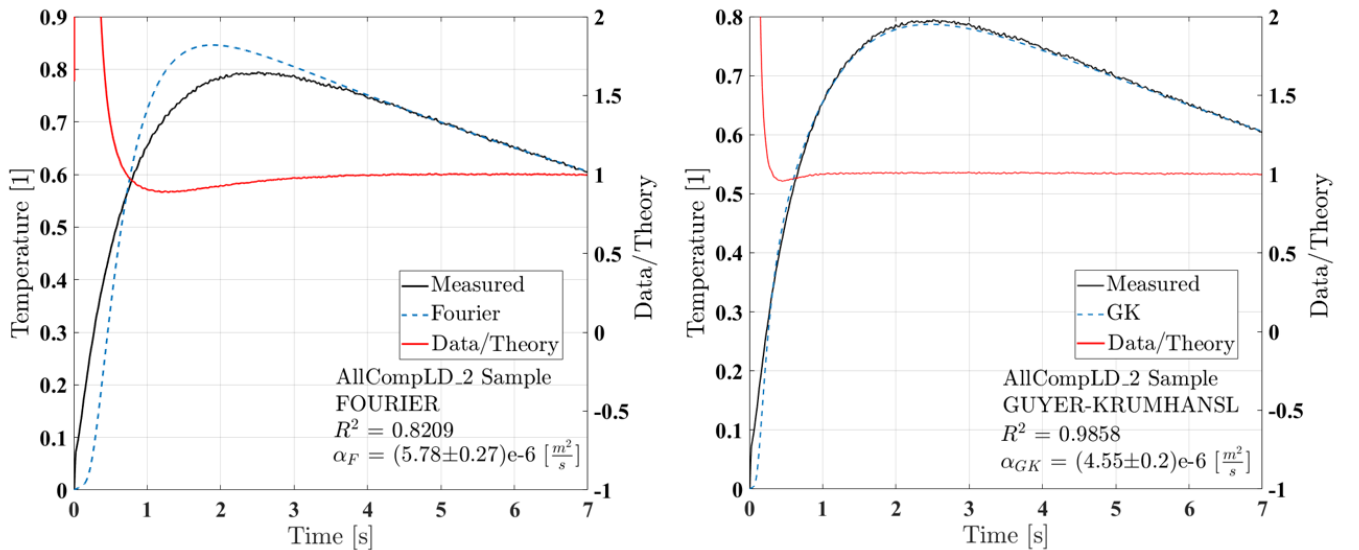 0.9
0.8
0.7
0.6
0.5
0.4
0.3
0.2
0.1
0
Temperature [1]
0 1 2 3 4 5 6 7
Time [s]
2
1.5
1
0.5
0
-0.5
-1
Data/Theory
Measured
Fourier
Data/Theory
AllCompLD_2 Sample
FOURIER
R² = 0.8209
α_F = (5.78±0.27)e-6 [m²/s]
0.8
0.7
0.6
0.5
0.4
0.3
0.2
0.1
0
Temperature [1]
0 1 2 3 4 5 6 7
Time [s]
2
1.5
1
0.5
0
-0.5
-1
Data/Theory
Measured
GK
Data/Theory
AllCompLD_2 Sample
GUYER-KRUMHANSL
R² = 0.9858
α_GK = (4.55±0.2)e-6 [m²/s]